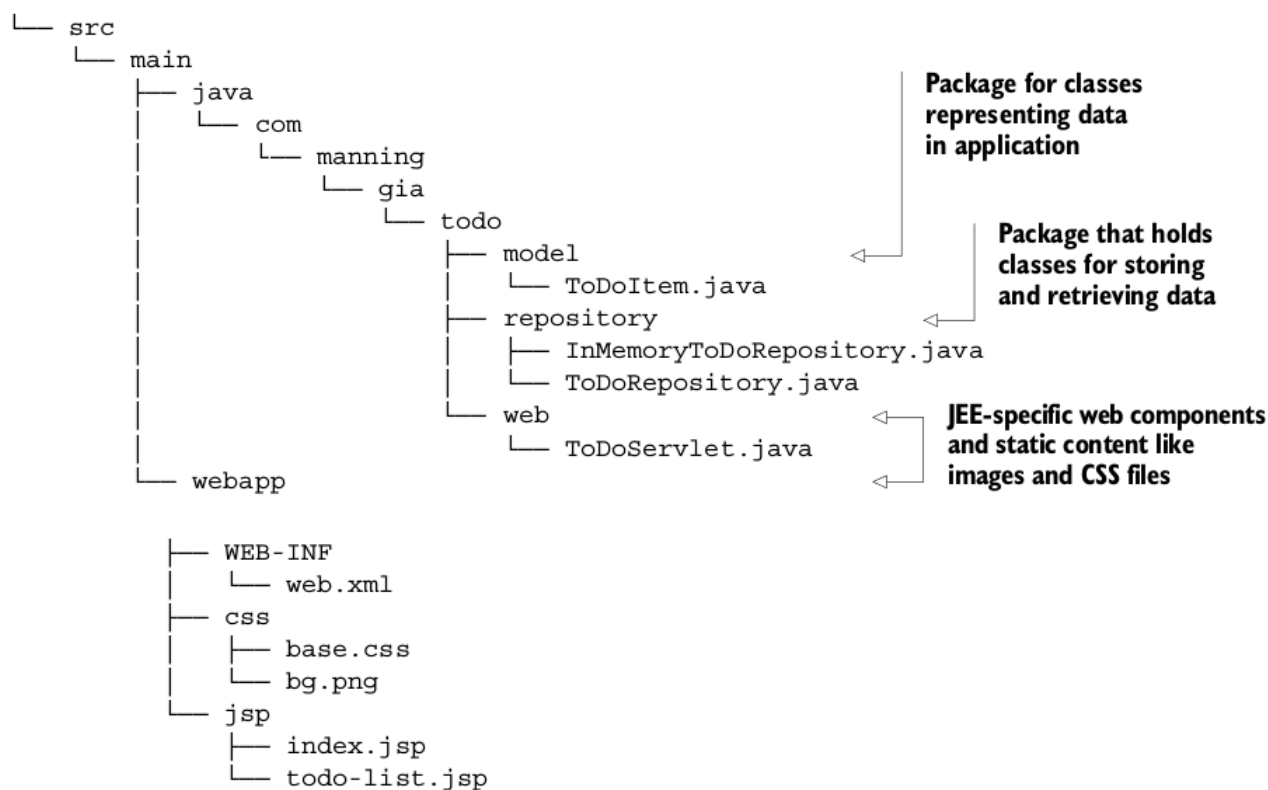 └── src
└── main
├── java
│ └── com
│ └── manning
│ └── gia
│ └── todo
│ ├── model
│ │ └── ToDoItem.java
│ ├── repository
│ │ ├── InMemoryToDoRepository.java
│ │ └── ToDoRepository.java
│ └── web
│ └── ToDoServlet.java
└── webapp
├── WEB-INF
│ └── web.xml
├── css
│ ├── base.css
│ └── bg.png
└── jsp
├── index.jsp
└── todo-list.jsp
Package for classes
representing data
in application
Package that holds
classes for storing
and retrieving data
JEE-specific web components
and static content like
images and CSS files